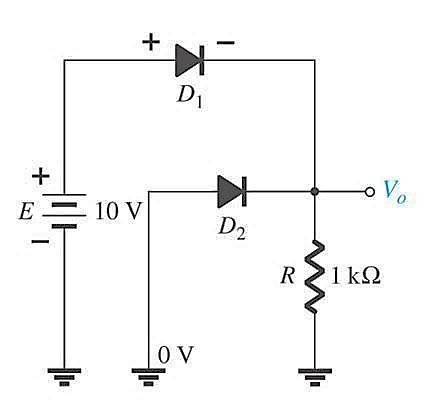 + −
D1
+
E 10 V
−
D2
Vo
R 1 kΩ
0 V